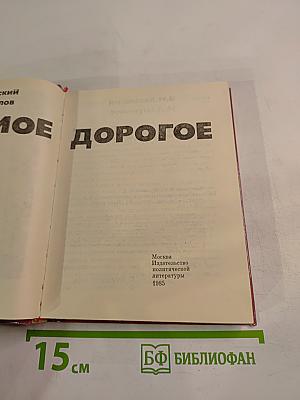 ский
лов
МОЕ ДОРОГОЕ
Москва
Издательство
политической
литературы
1985
15 см
БФ БИБЛИОФАН